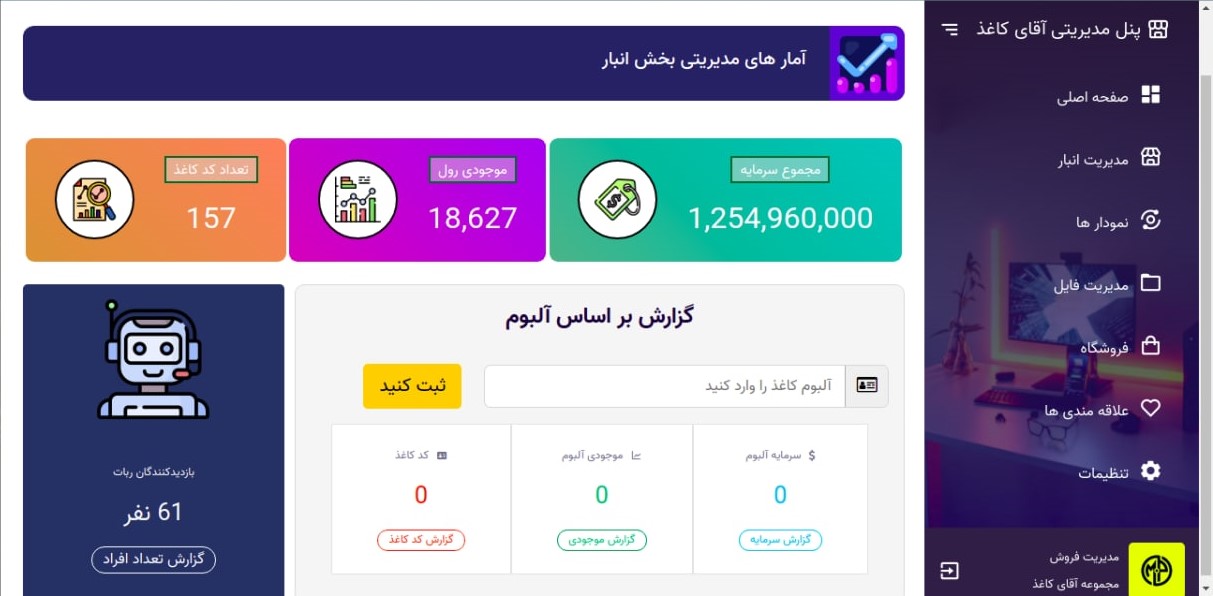 پنل مدیریتی آقای کاغذ
صفحه اصلی
مدیریت انبار
نمودار ها
مدیریت فایل
فروشگاه
علاقه مندی ها
تنظیمات
مدیریت فروش
مجموعه آقای کاغذ
آمار های مدیریتی بخش انبار
مجموع سرمایه
1,254,960,000
موجودی رول
18,627
تعداد کد کاغذ
157
گزارش بر اساس آلبوم
آلبوم کاغذ را وارد کنید
ثبت کنید
سرمایه آلبوم
0
گزارش سرمایه
موجودی آلبوم
0
گزارش موجودی
کد کاغذ
0
گزارش کد کاغذ
بازدیدکنندگان ربات
61 نفر
گزارش تعداد افراد